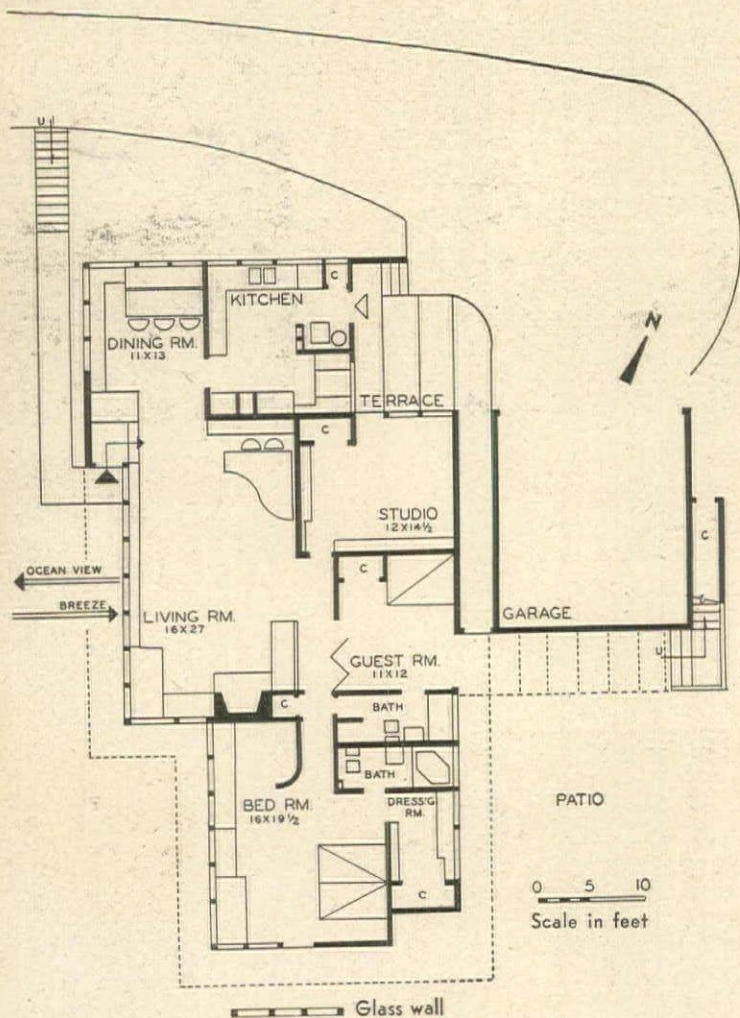 U
C
KITCHEN
DINING RM.
11X13
N
TERRACE
C
STUDIO
12X14½
C
OCEAN VIEW
C
BREEZE
LIVING RM.
16X27
GARAGE
U
GUEST RM.
11X12
C
BATH
BATH
BED RM.
16X19½
DRESS'G
RM.
PATIO
C
0 5 10
Scale in feet
Glass wall